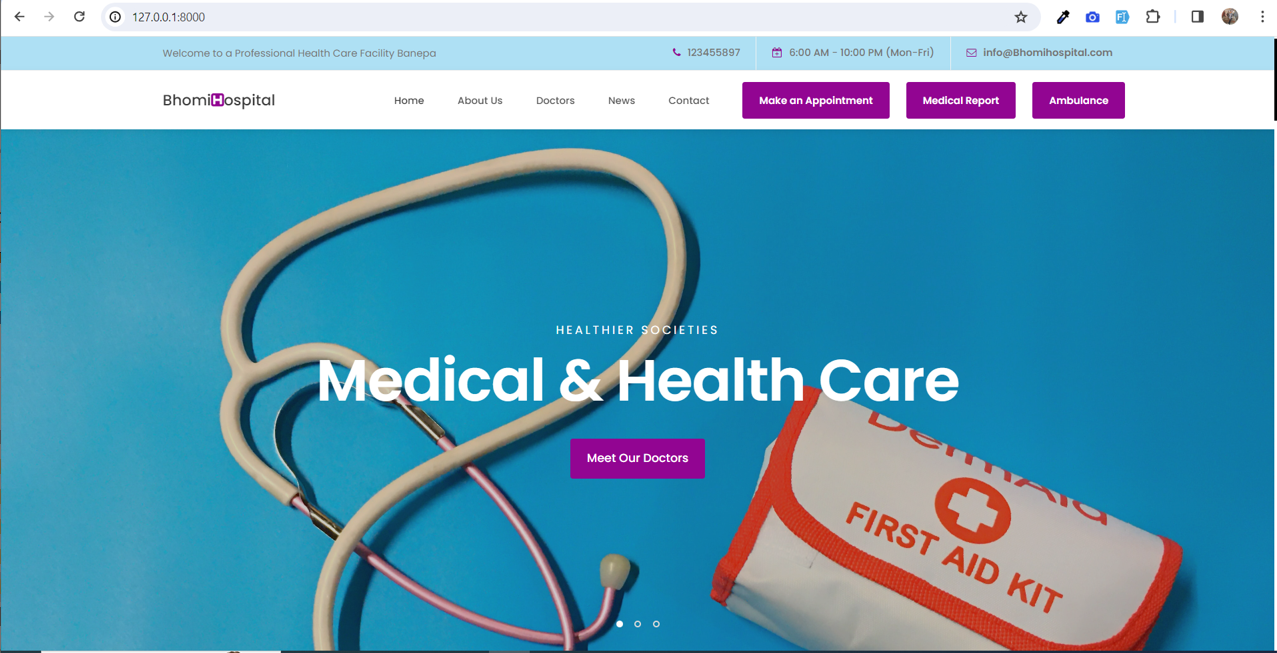 127.0.0.1:8000
Welcome to a Professional Health Care Facility Banepa
123455897
6:00 AM - 10:00 PM (Mon-Fri)
info@Bhomihospital.com
BhomiHospital
Home
About Us
Doctors
News
Contact
Make an Appointment
Medical Report
Ambulance
HEALTHIER SOCIETIES
Medical & Health Care
Meet Our Doctors
DermAid
FIRST AID KIT